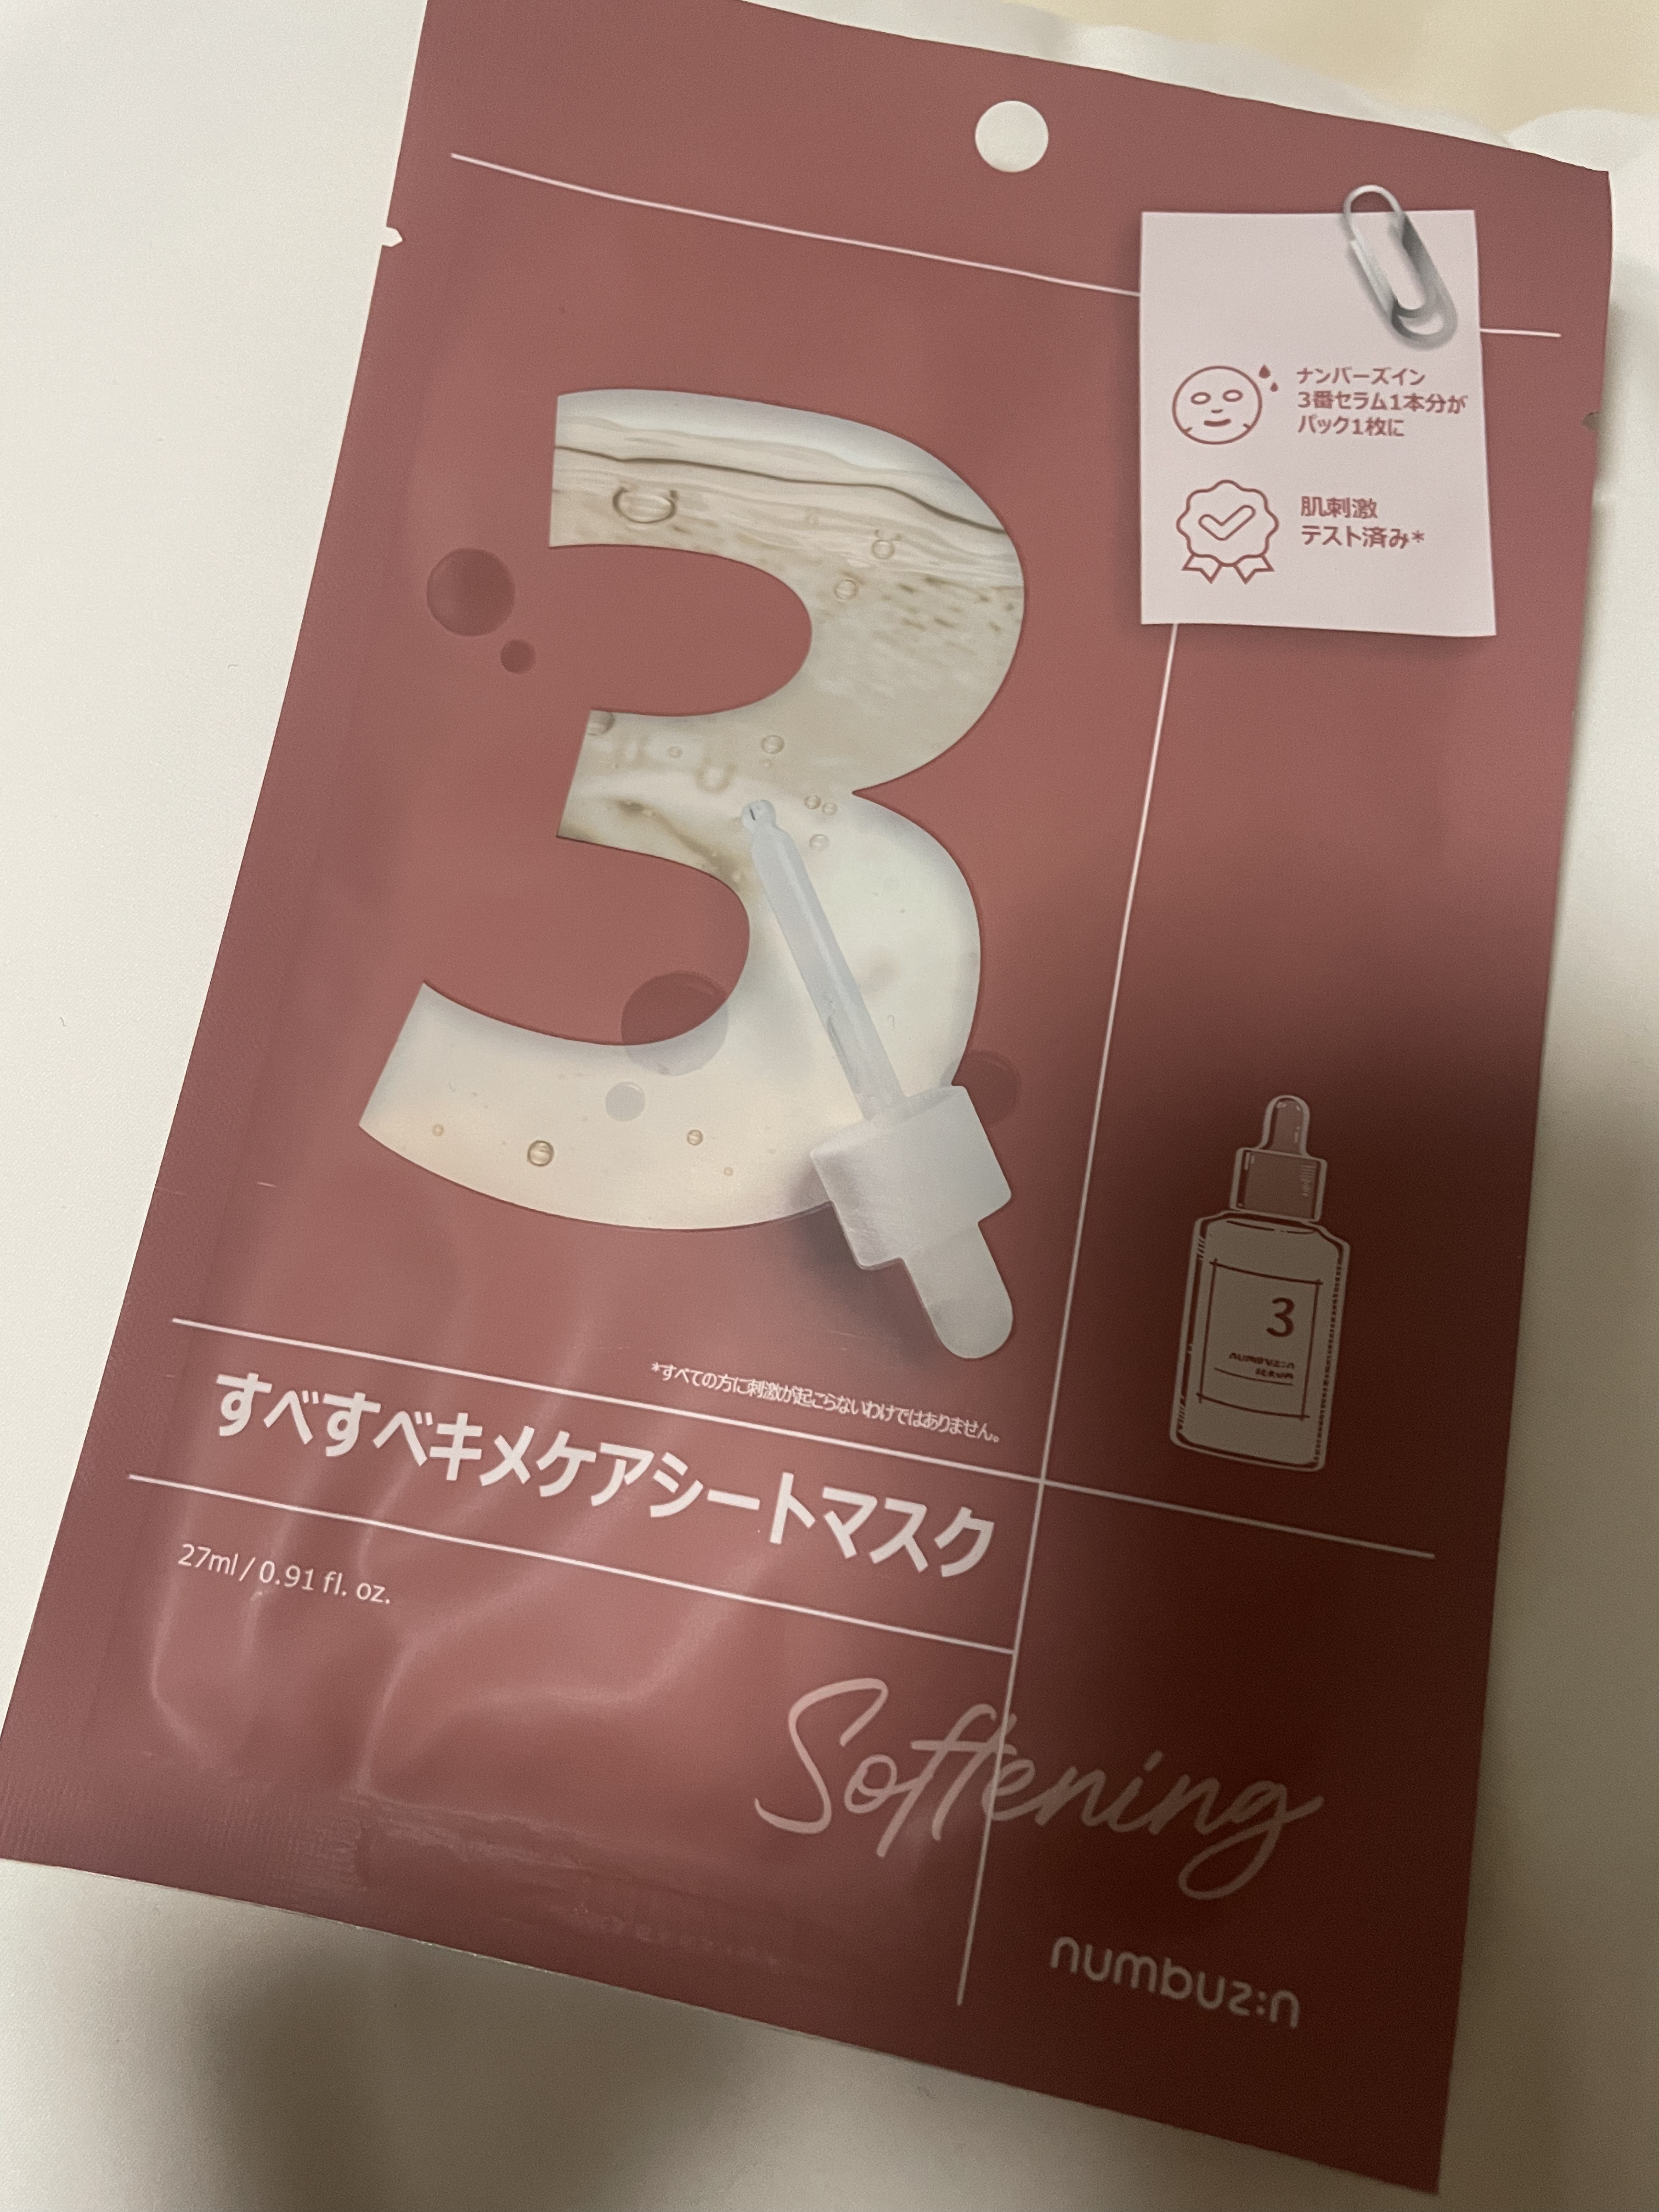 ナンバーズイン
3番セラム1本分が
パック1枚に
肌刺激
テスト済み*
3
3
numbuz:n
SERUM
*すべての方に刺激が起こらないわけではありません。
すべすべキメケアシートマスク
27ml / 0.91 fl. oz.
Softening
numbuz:n